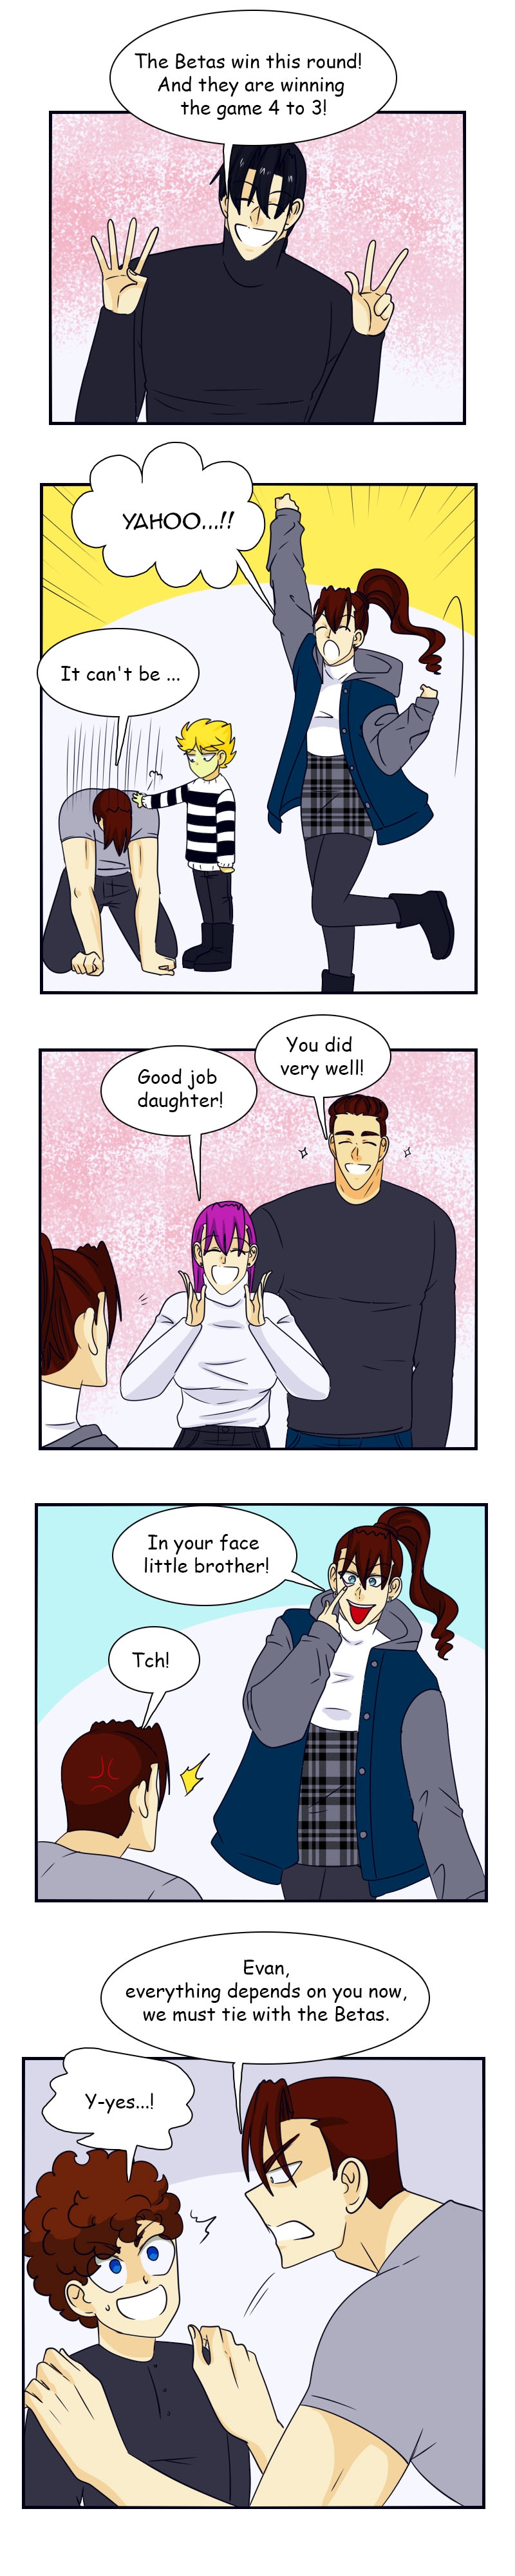 The Betas win this round!
And they are winning
the game 4 to 3!
YAHOO...!!
It can't be ...
You did
very well!
Good job
daughter!
In your face
little brother!
Tch!
Evan,
everything depends on you now,
we must tie with the Betas.
Y-yes...!